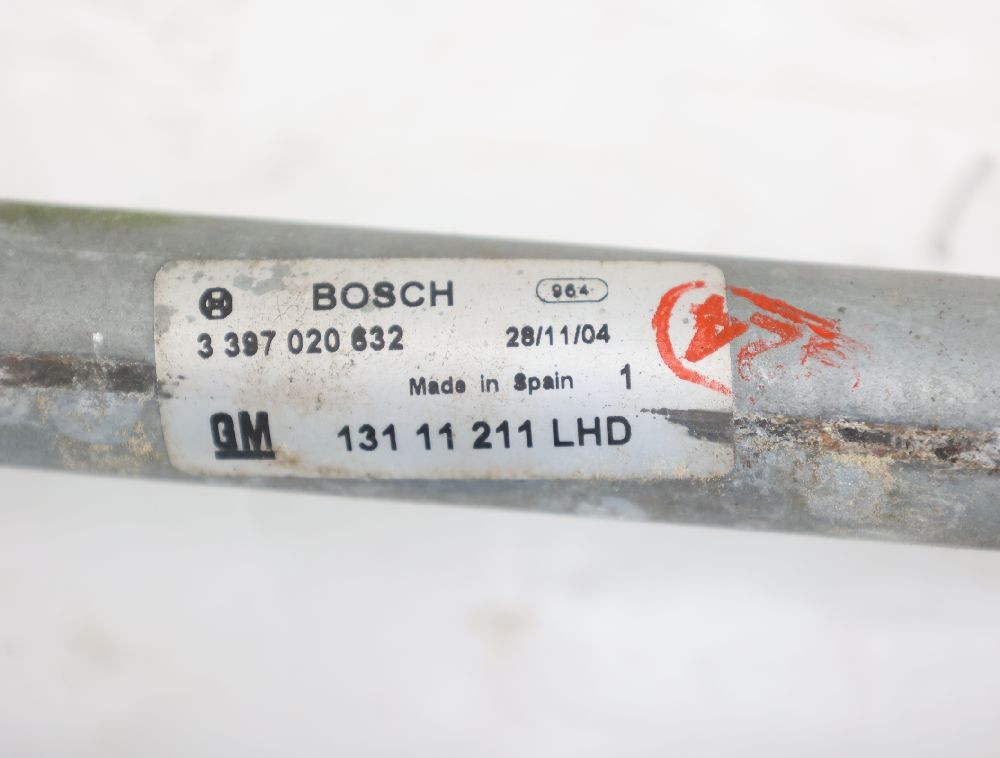 BOSCH 964
3 397 020 632 28/11/04
Made in Spain 1
GM 131 11 211 LHD